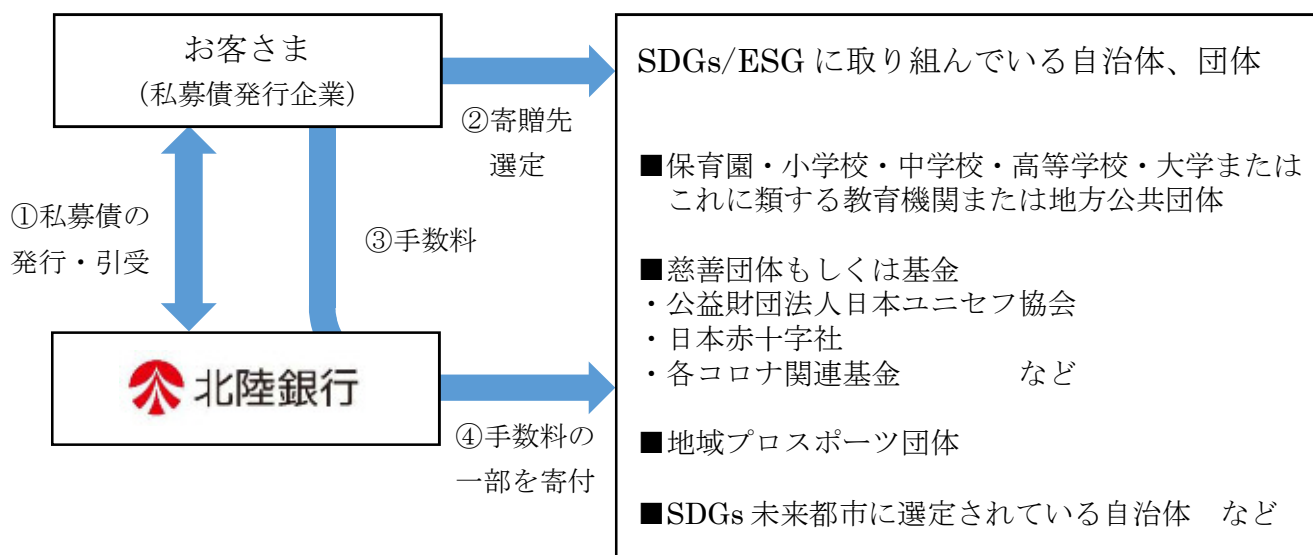 お客さま
（私募債発行企業）
①私募債の
発行・引受
②寄贈先
選定
③手数料
北陸銀行
④手数料の
一部を寄付
SDGs/ESG に取り組んでいる自治体、団体
■保育園・小学校・中学校・高等学校・大学または
これに類する教育機関または地方公共団体
■慈善団体もしくは基金
・公益財団法人日本ユニセフ協会
・日本赤十字社
・各コロナ関連基金　　　　など
■地域プロスポーツ団体
■SDGs 未来都市に選定されている自治体　など